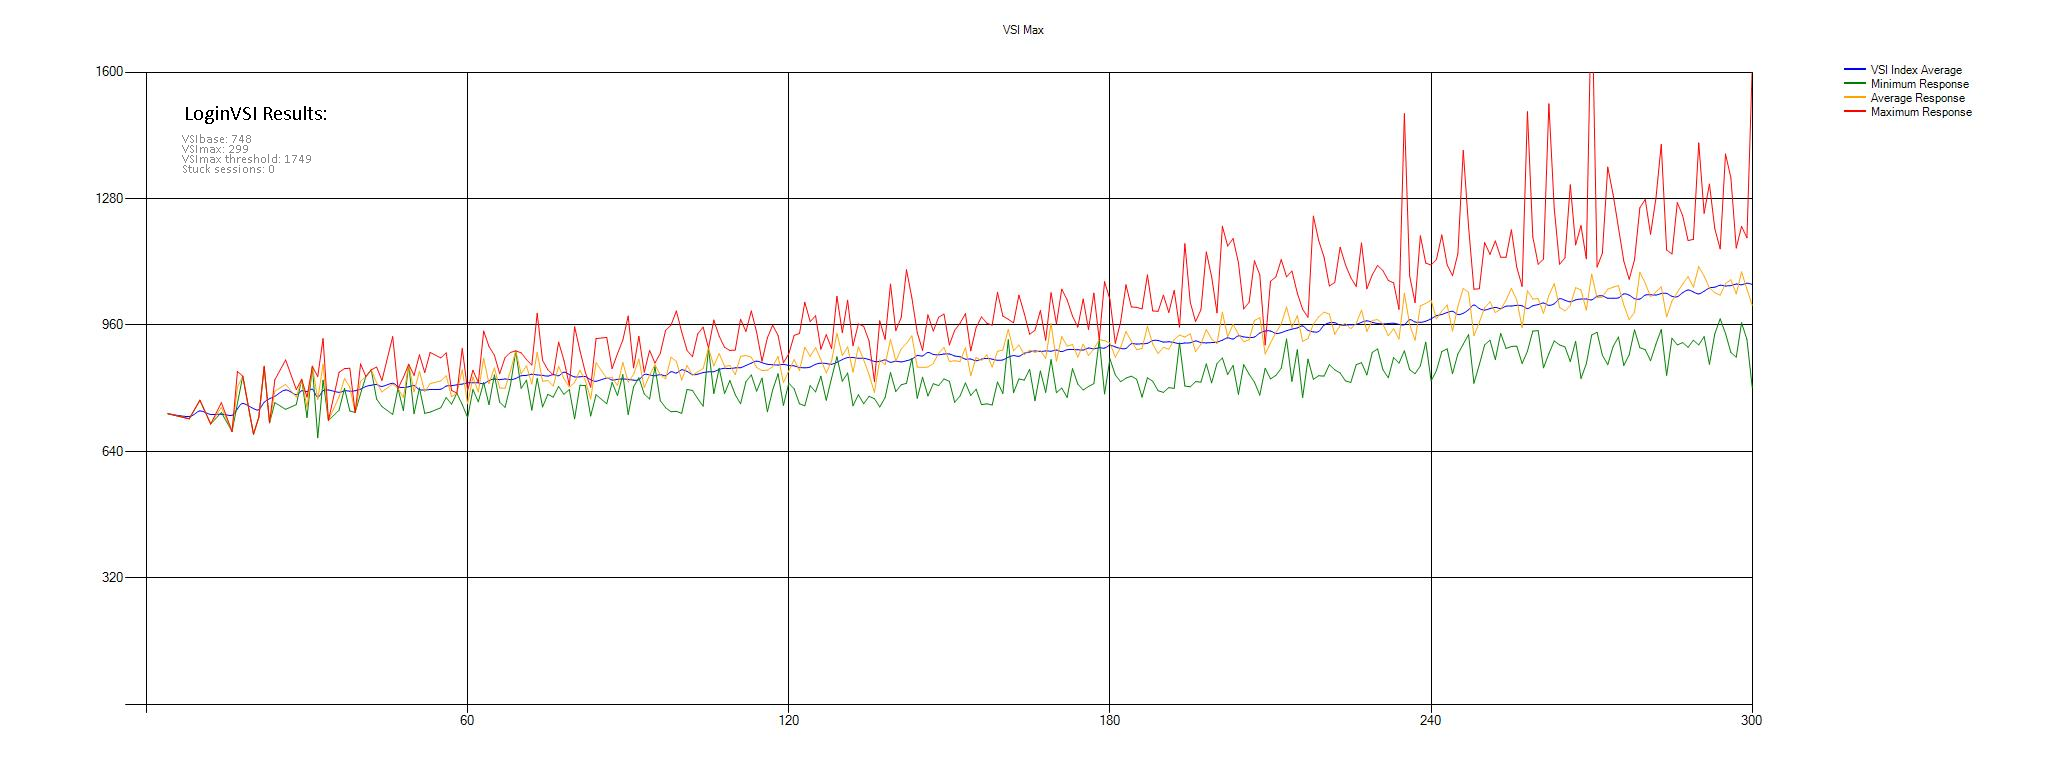 VSI Max
1600
1280
960
640
320
60
120
180
240
300
LoginVSI Results:
VSIbase: 748
VSImax: 299
VSImax threshold: 1749
Stuck sessions: 0
VSI Index Average
Minimum Response
Average Response
Maximum Response